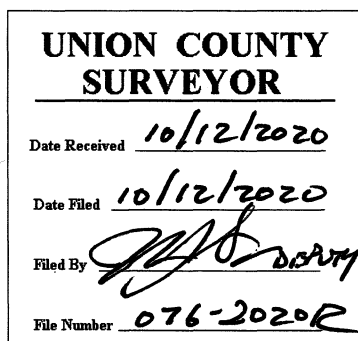 UNION COUNTY
SURVEYOR
Date Received 10/12/2020
Date Filed 10/12/2020
Filed By DEPUTY
File Number 076-2020R